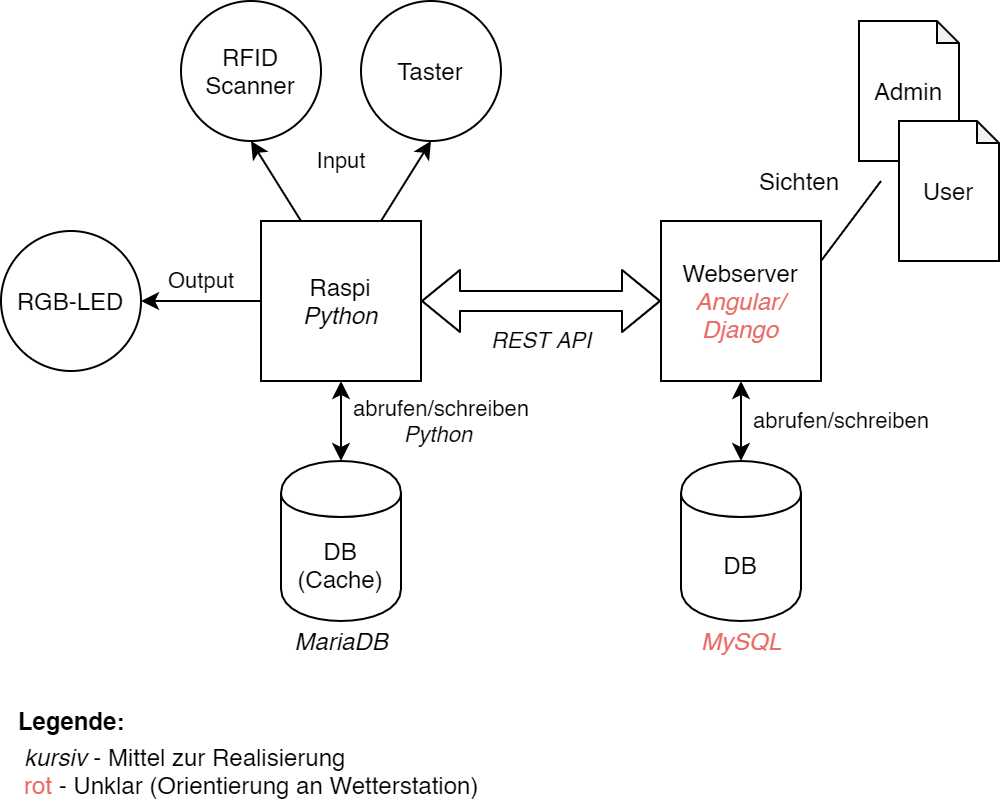 RFID
Scanner
Taster
Admin
Input
Sichten
User
Output
RGB-LED
Raspi
Python
Webserver
Angular/
Django
REST API
abrufen/schreiben
Python
abrufen/schreiben
DB
(Cache)
DB
MariaDB
MySQL
Legende:
kursiv - Mittel zur Realisierung
rot - Unklar (Orientierung an Wetterstation)